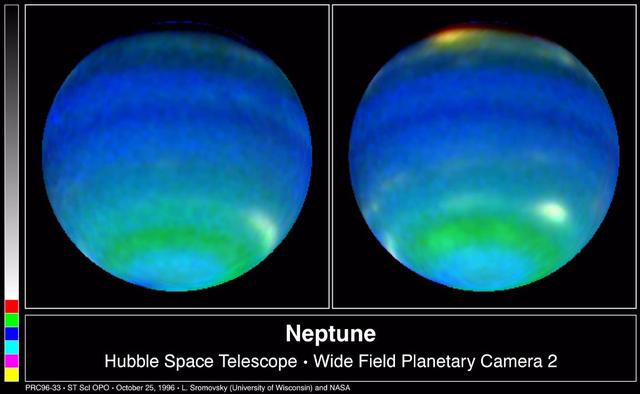 Neptune
Hubble Space Telescope • Wide Field Planetary Camera 2
PRC96-33 • ST ScI OPO • October 25, 1996 • L. Sromovsky (University of Wisconsin) and NASA